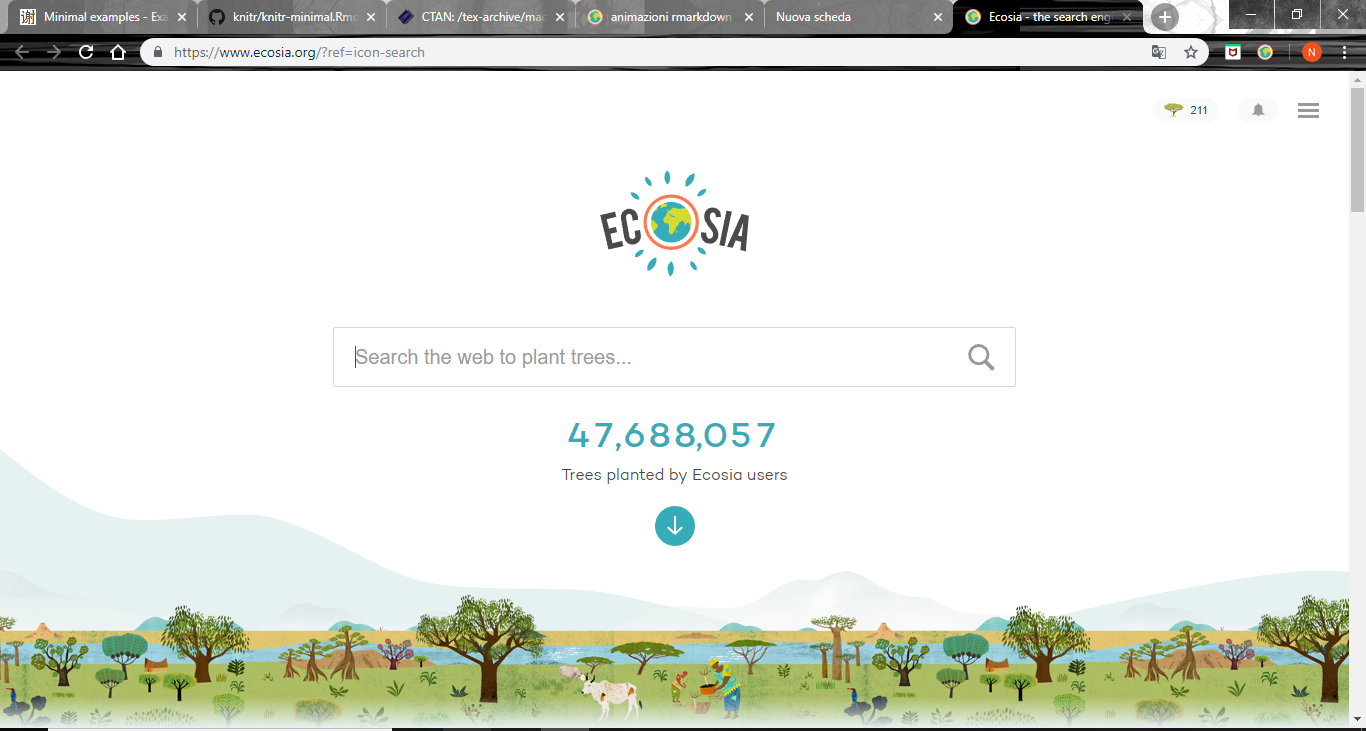 谢 Minimal examples - Exa
knitr/knitr-minimal.Rmd
CTAN: /tex-archive/mac
animazioni rmarkdown
Nuova scheda
Ecosia - the search eng
https://www.ecosia.org/?ref=icon-search
N
211
ECOSIA
Search the web to plant trees...
47,688,057
Trees planted by Ecosia users